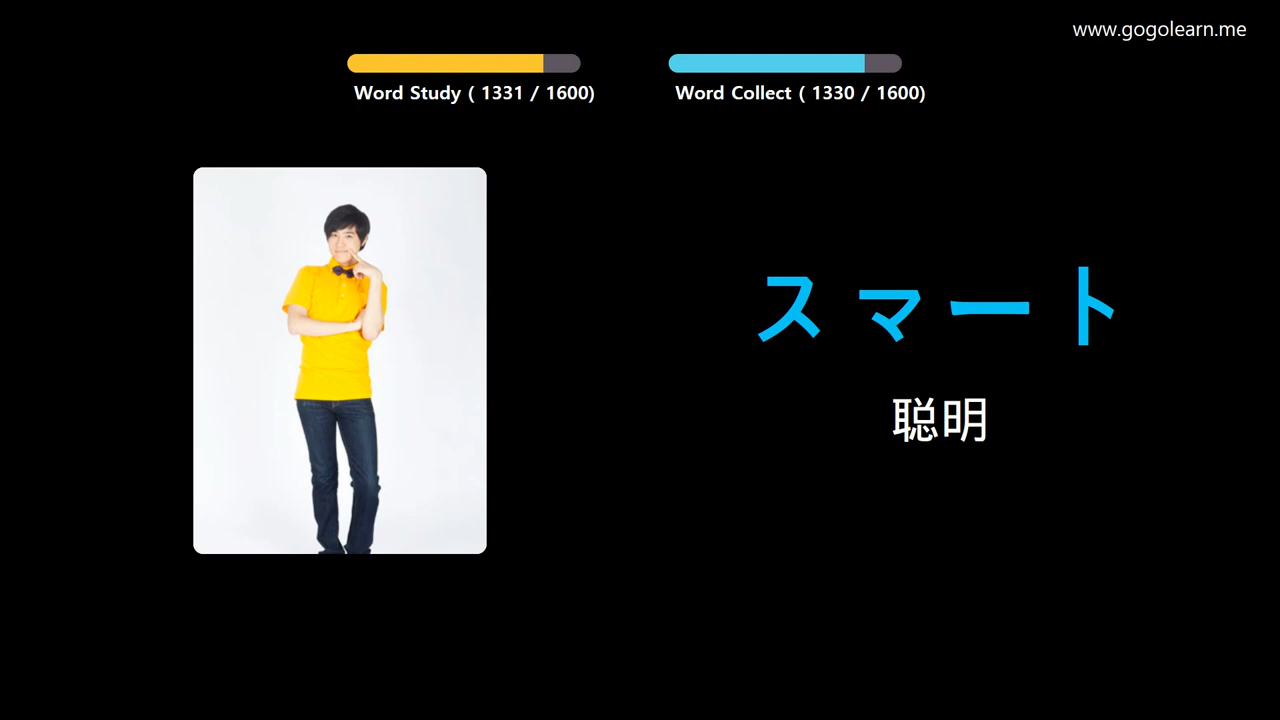 www.gogolearn.me
Word Study ( 1331 / 1600)
Word Collect ( 1330 / 1600)
スマート
聪明